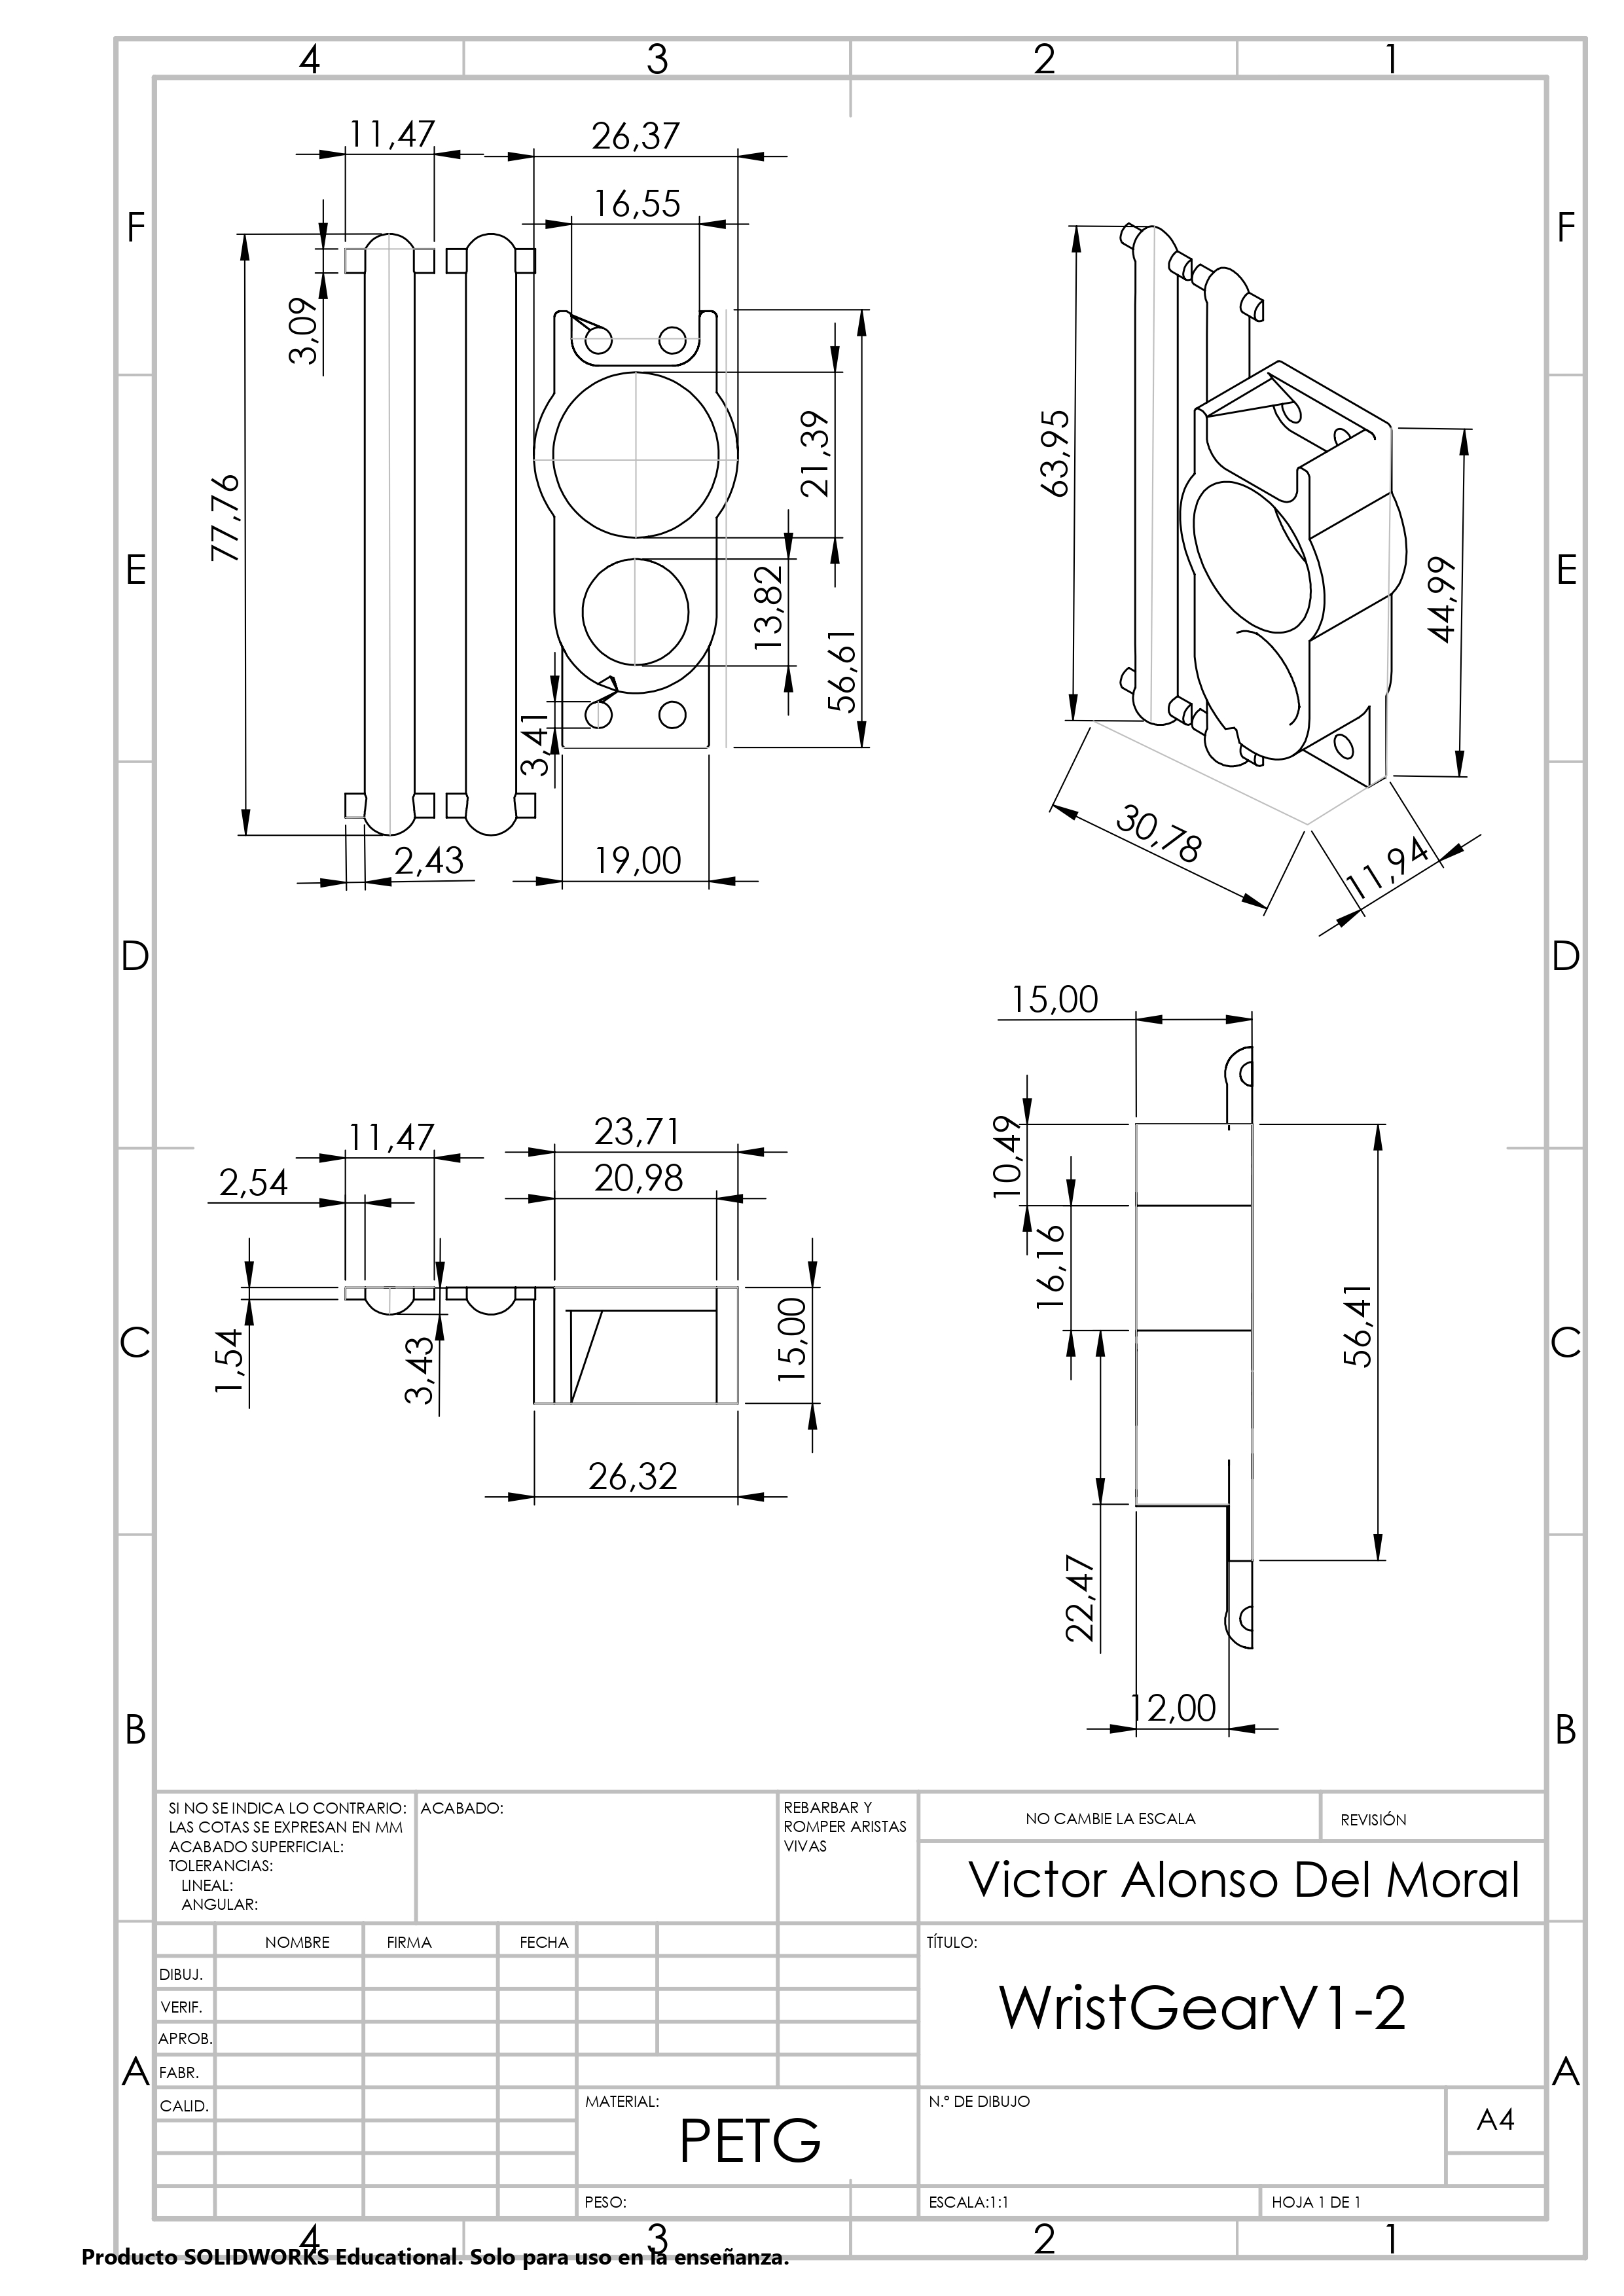 4 3 2 1
F F
E E
D D
C C
B B
A A
11,47
26,37
16,55
3,09
77,76
21,39
13,82
56,61
3,41
2,43
19,00
63,95
44,99
30,78
11,94
15,00
10,49
16,16
56,41
22,47
12,00
11,47
23,71
20,98
2,54
1,54
3,43
15,00
26,32
SI NO SE INDICA LO CONTRARIO:
LAS COTAS SE EXPRESAN EN MM
ACABADO SUPERFICIAL:
TOLERANCIAS:
LINEAL:
ANGULAR:
ACABADO:
REBARBAR Y
ROMPER ARISTAS
VIVAS
NO CAMBIE LA ESCALA
REVISIÓN
Victor Alonso Del Moral
NOMBRE FIRMA FECHA
DIBUJ.
VERIF.
APROB.
FABR.
CALID.
TÍTULO:
WristGearV1-2
MATERIAL:
PETG
N.º DE DIBUJO
A4
PESO:
ESCALA:1:1
HOJA 1 DE 1
4 3 2 1
Producto SOLIDWORKS Educational. Solo para uso en la enseñanza.